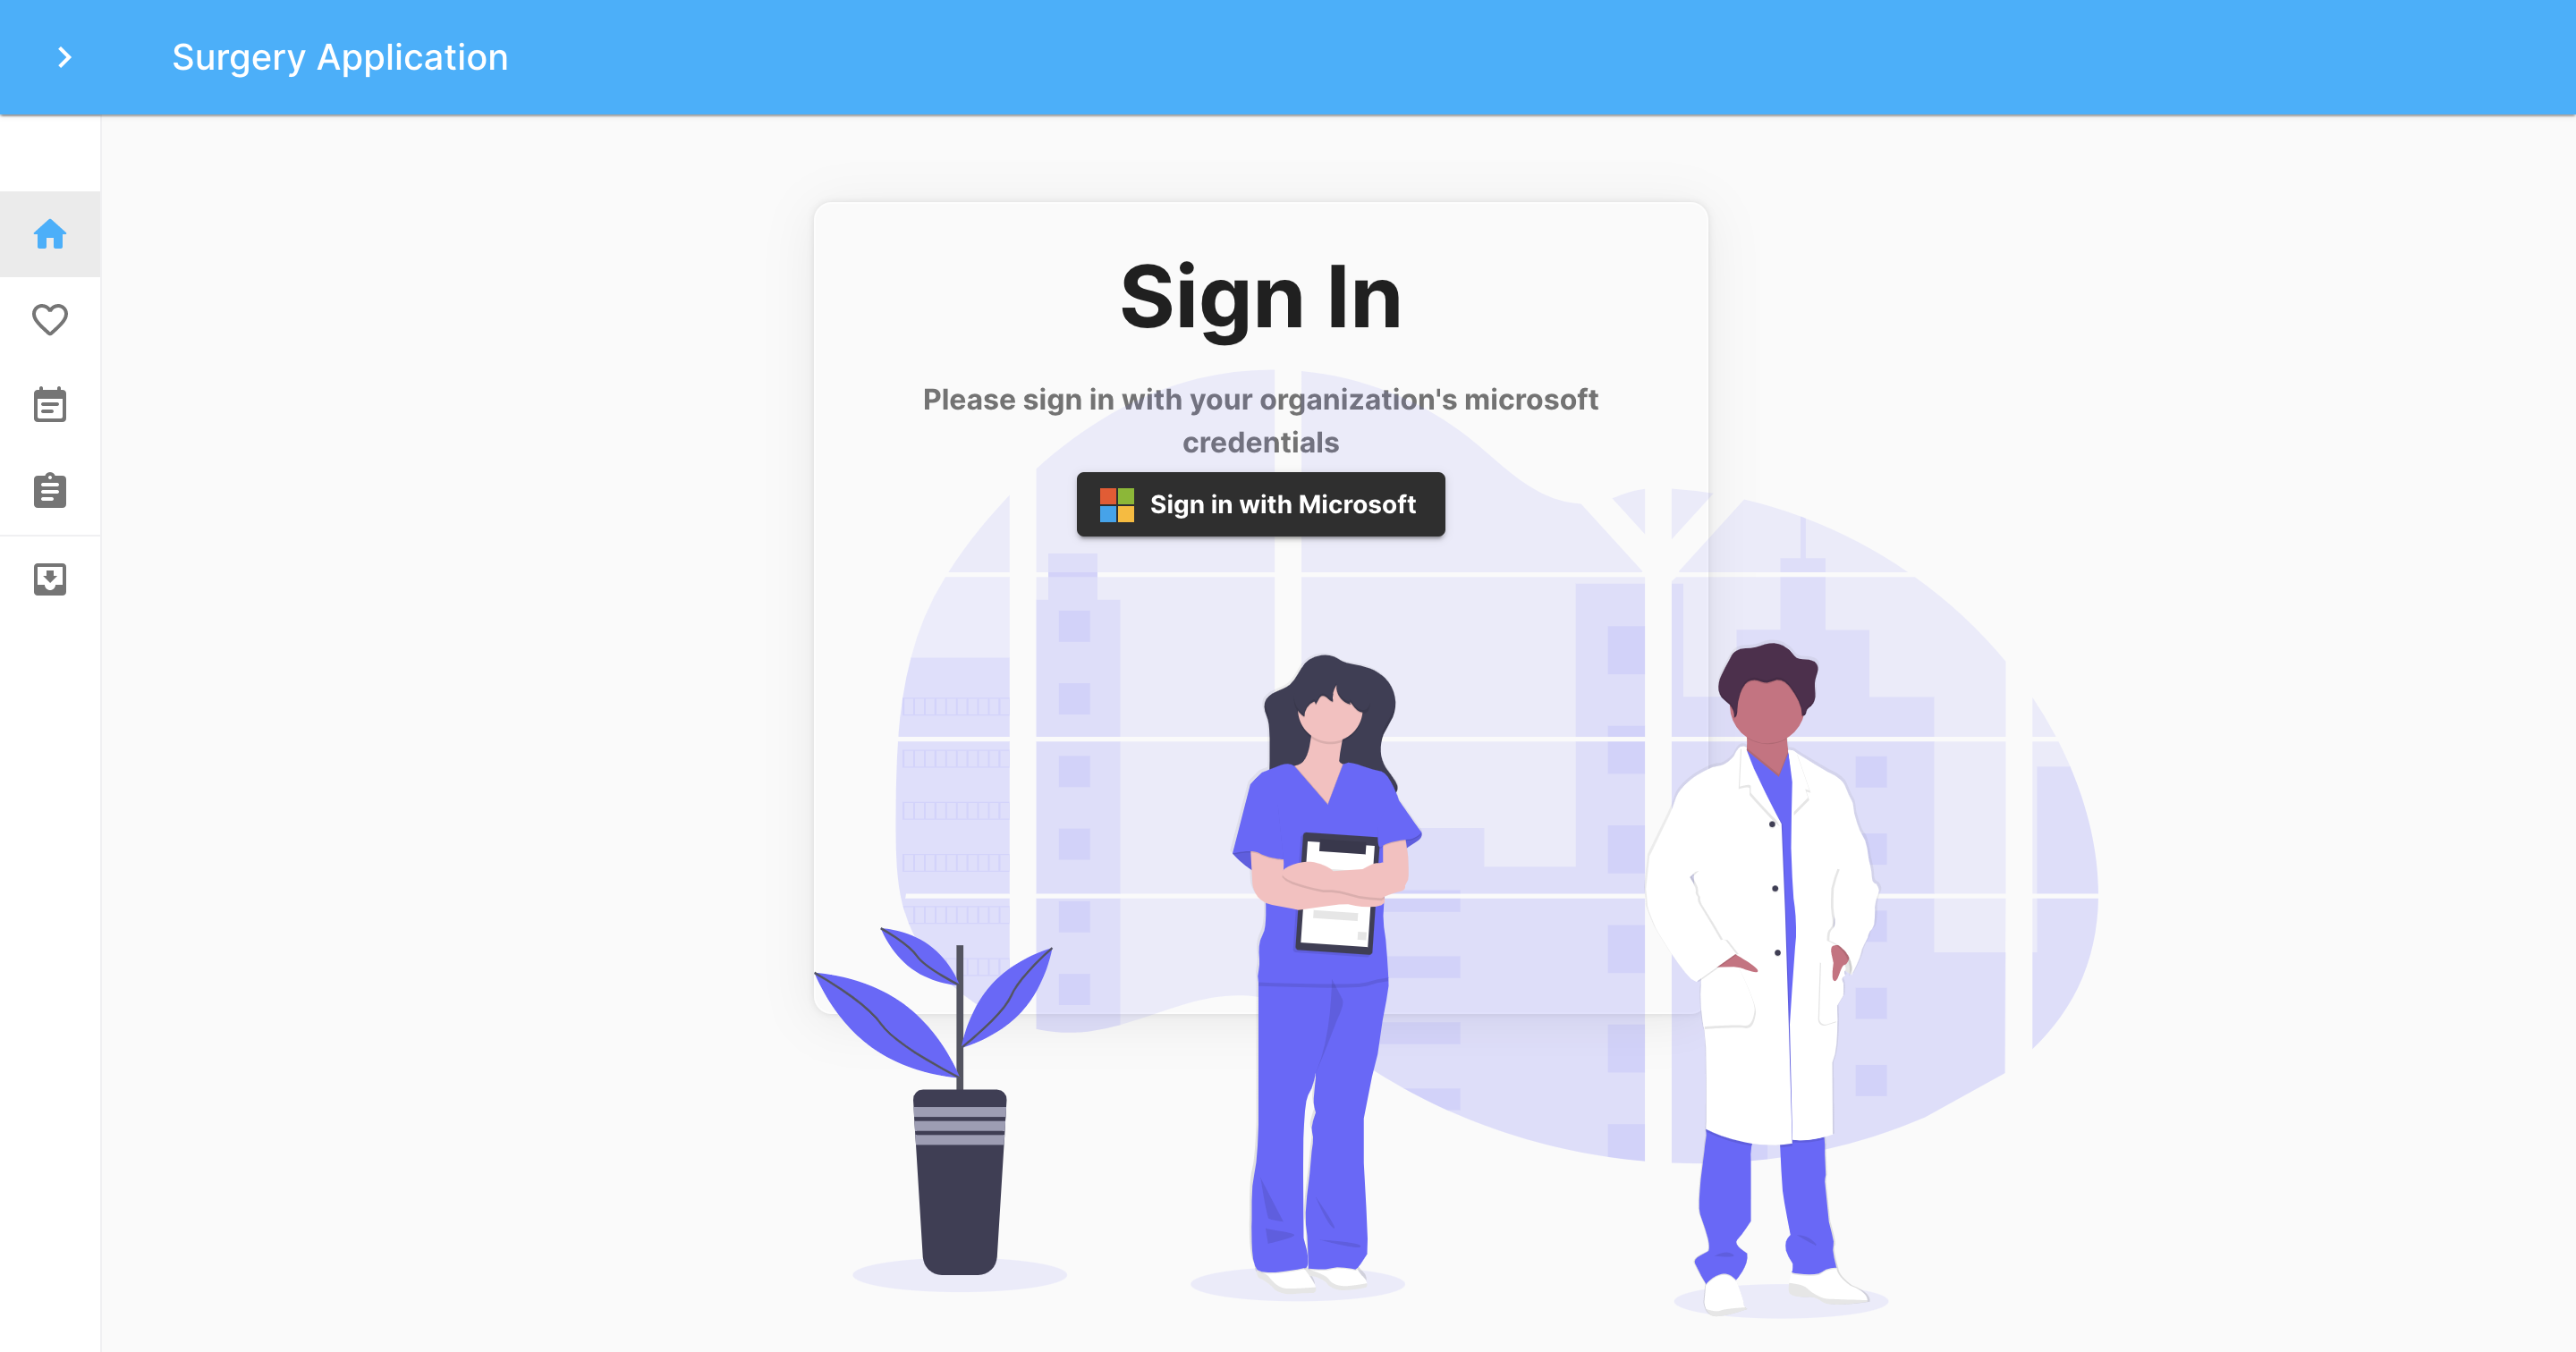 Surgery Application
Sign In
Please sign in with your organization's microsoft
credentials
Sign in with Microsoft